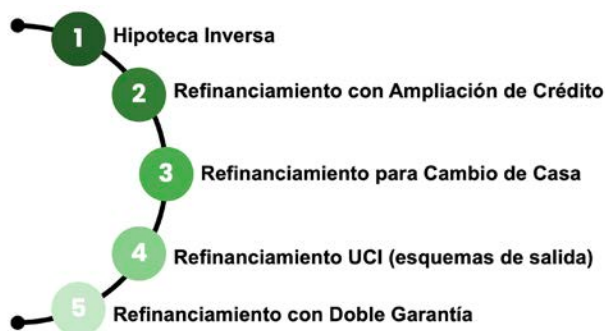 1 Hipoteca Inversa
2 Refinanciamiento con Ampliación de Crédito
3 Refinanciamiento para Cambio de Casa
4 Refinanciamiento UCI (esquemas de salida)
5 Refinanciamiento con Doble Garantía